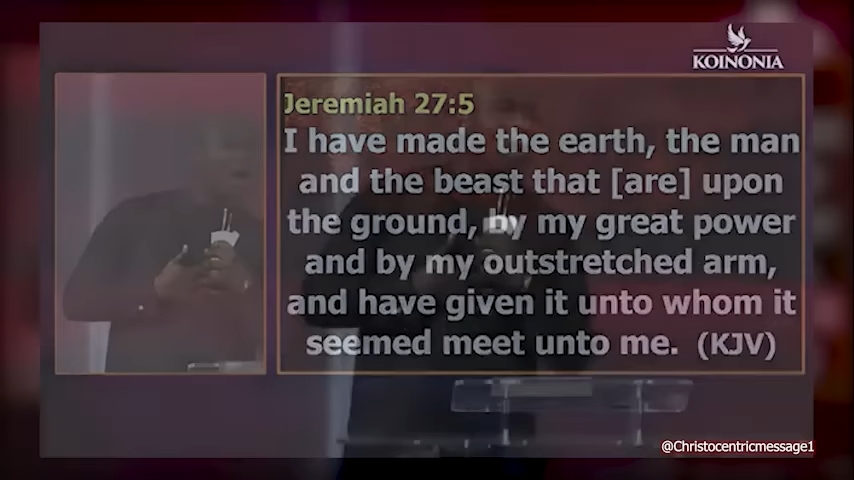 KOINONIA
Jeremiah 27:5
I have made the earth, the man
and the beast that [are] upon
the ground, by my great power
and by my outstretched arm,
and have given it unto whom it
seemed meet unto me. (KJV)
@Christocentricmessage1